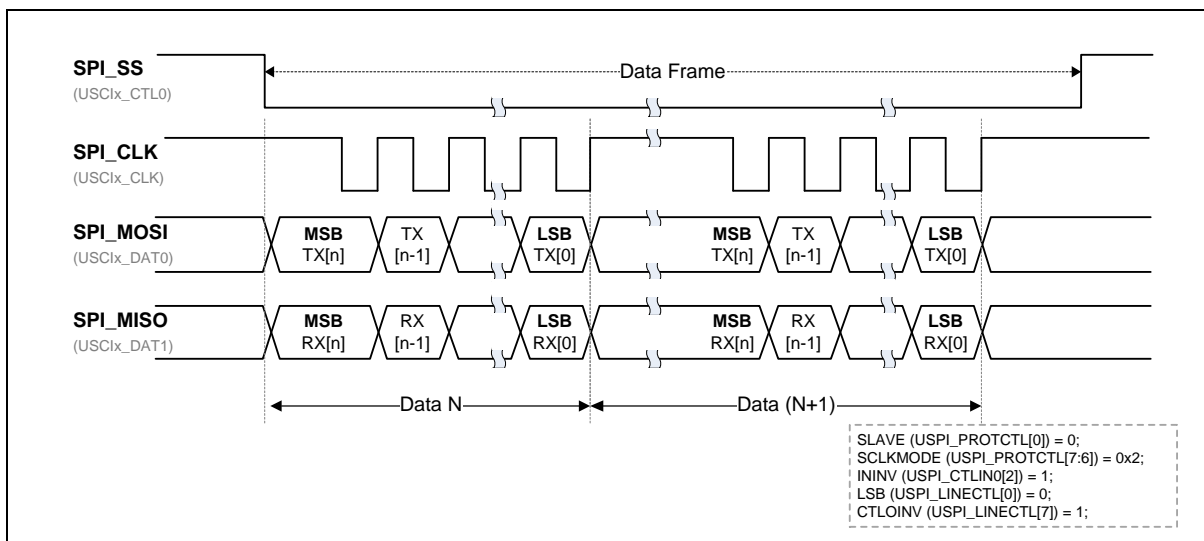 SPI_SS
(USCIx_CTL0)
Data Frame
SPI_CLK
(USCIx_CLK)
SPI_MOSI
(USCIx_DAT0)
MSB TX LSB MSB TX LSB
TX[n] [n-1] TX[0] TX[n] [n-1] TX[0]
SPI_MISO
(USCIx_DAT1)
MSB RX LSB MSB RX LSB
RX[n] [n-1] RX[0] RX[n] [n-1] RX[0]
Data N Data (N+1)
SLAVE (USPI_PROTCTL[0]) = 0;
SCLKMODE (USPI_PROTCTL[7:6]) = 0x2;
ININV (USPI_CTLIN0[2]) = 1;
LSB (USPI_LINECTL[0]) = 0;
CTLOINV (USPI_LINECTL[7]) = 1;